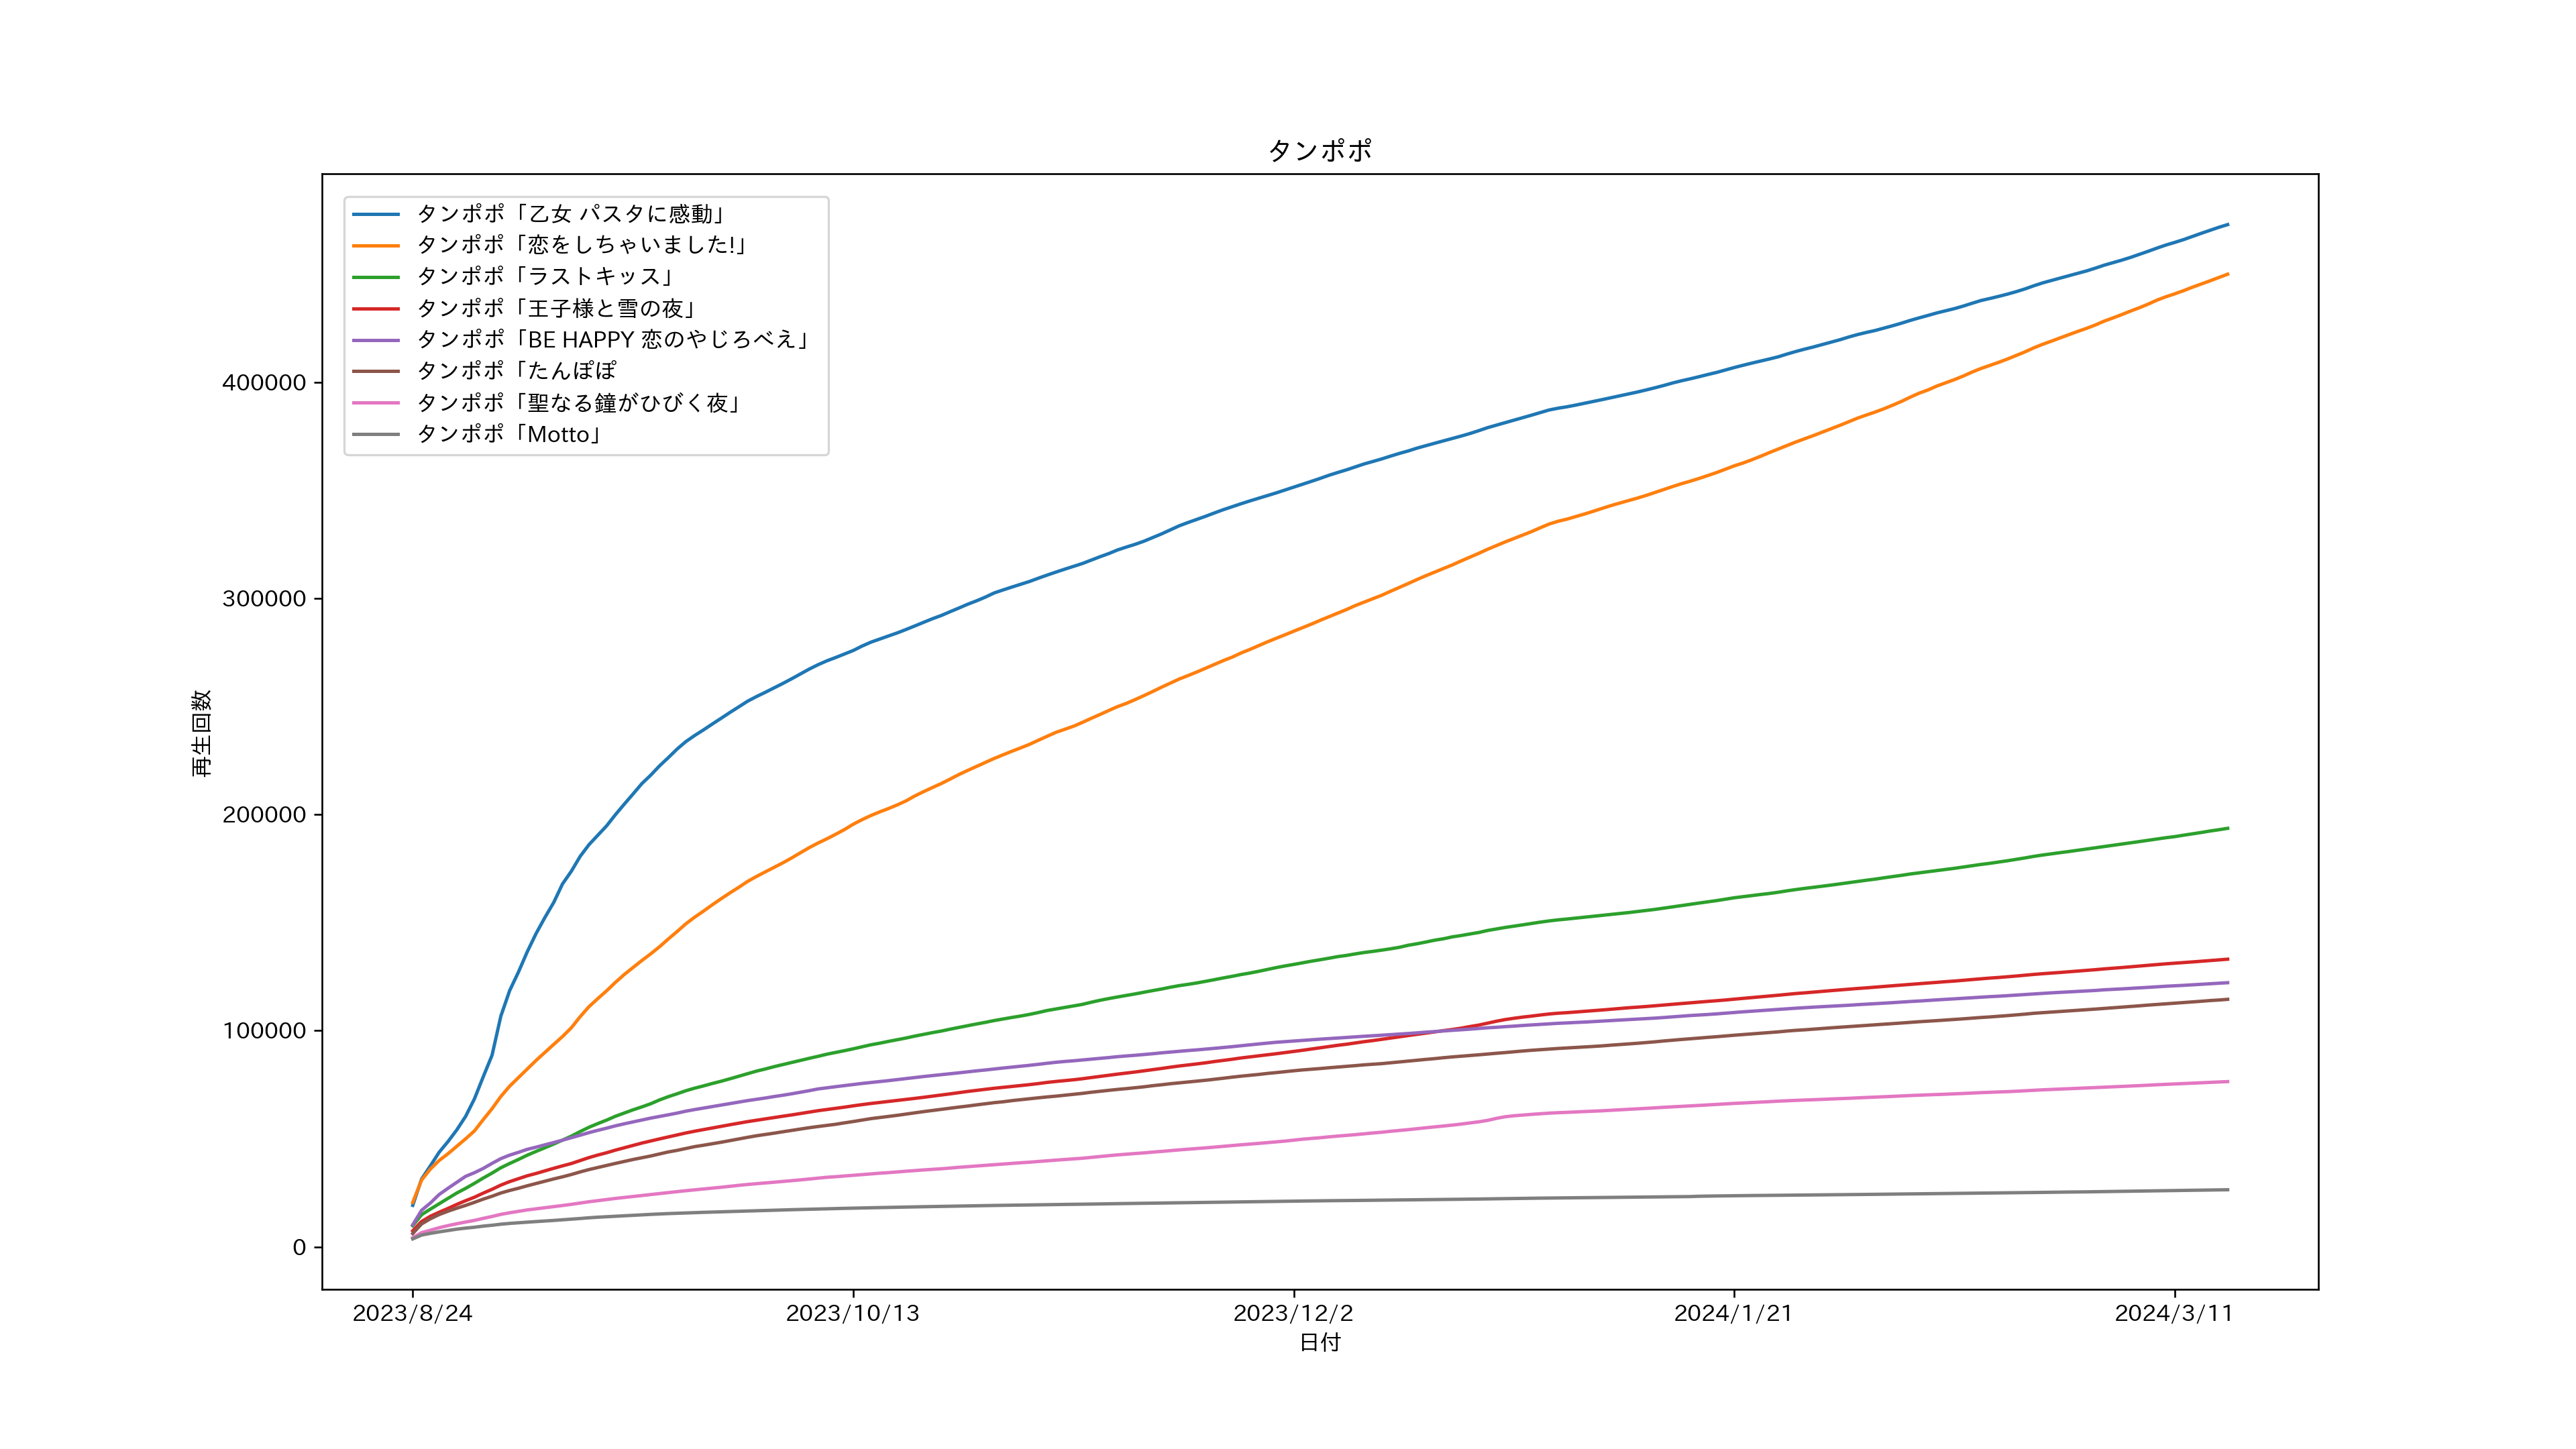 タンポポ
タンポポ「乙女 パスタに感動」
タンポポ「恋をしちゃいました!」
タンポポ「ラストキッス」
タンポポ「王子様と雪の夜」
タンポポ「BE HAPPY 恋のやじろべえ」
タンポポ「たんぽぽ
タンポポ「聖なる鐘がひびく夜」
タンポポ「Motto」
400000
300000
200000
100000
0
再生回数
2023/8/24
2023/10/13
2023/12/2
2024/1/21
2024/3/11
日付